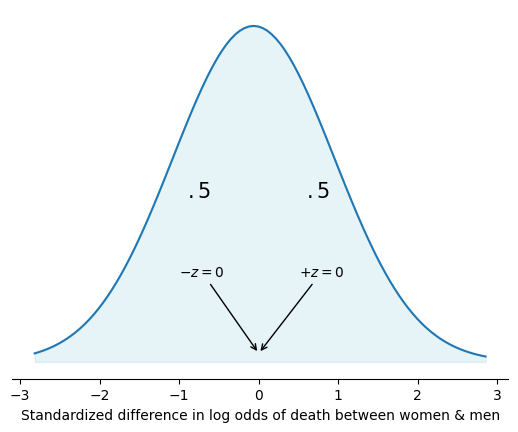 .5 .5
−z = 0 +z = 0
−3 −2 −1 0 1 2 3
Standardized difference in log odds of death between women & men